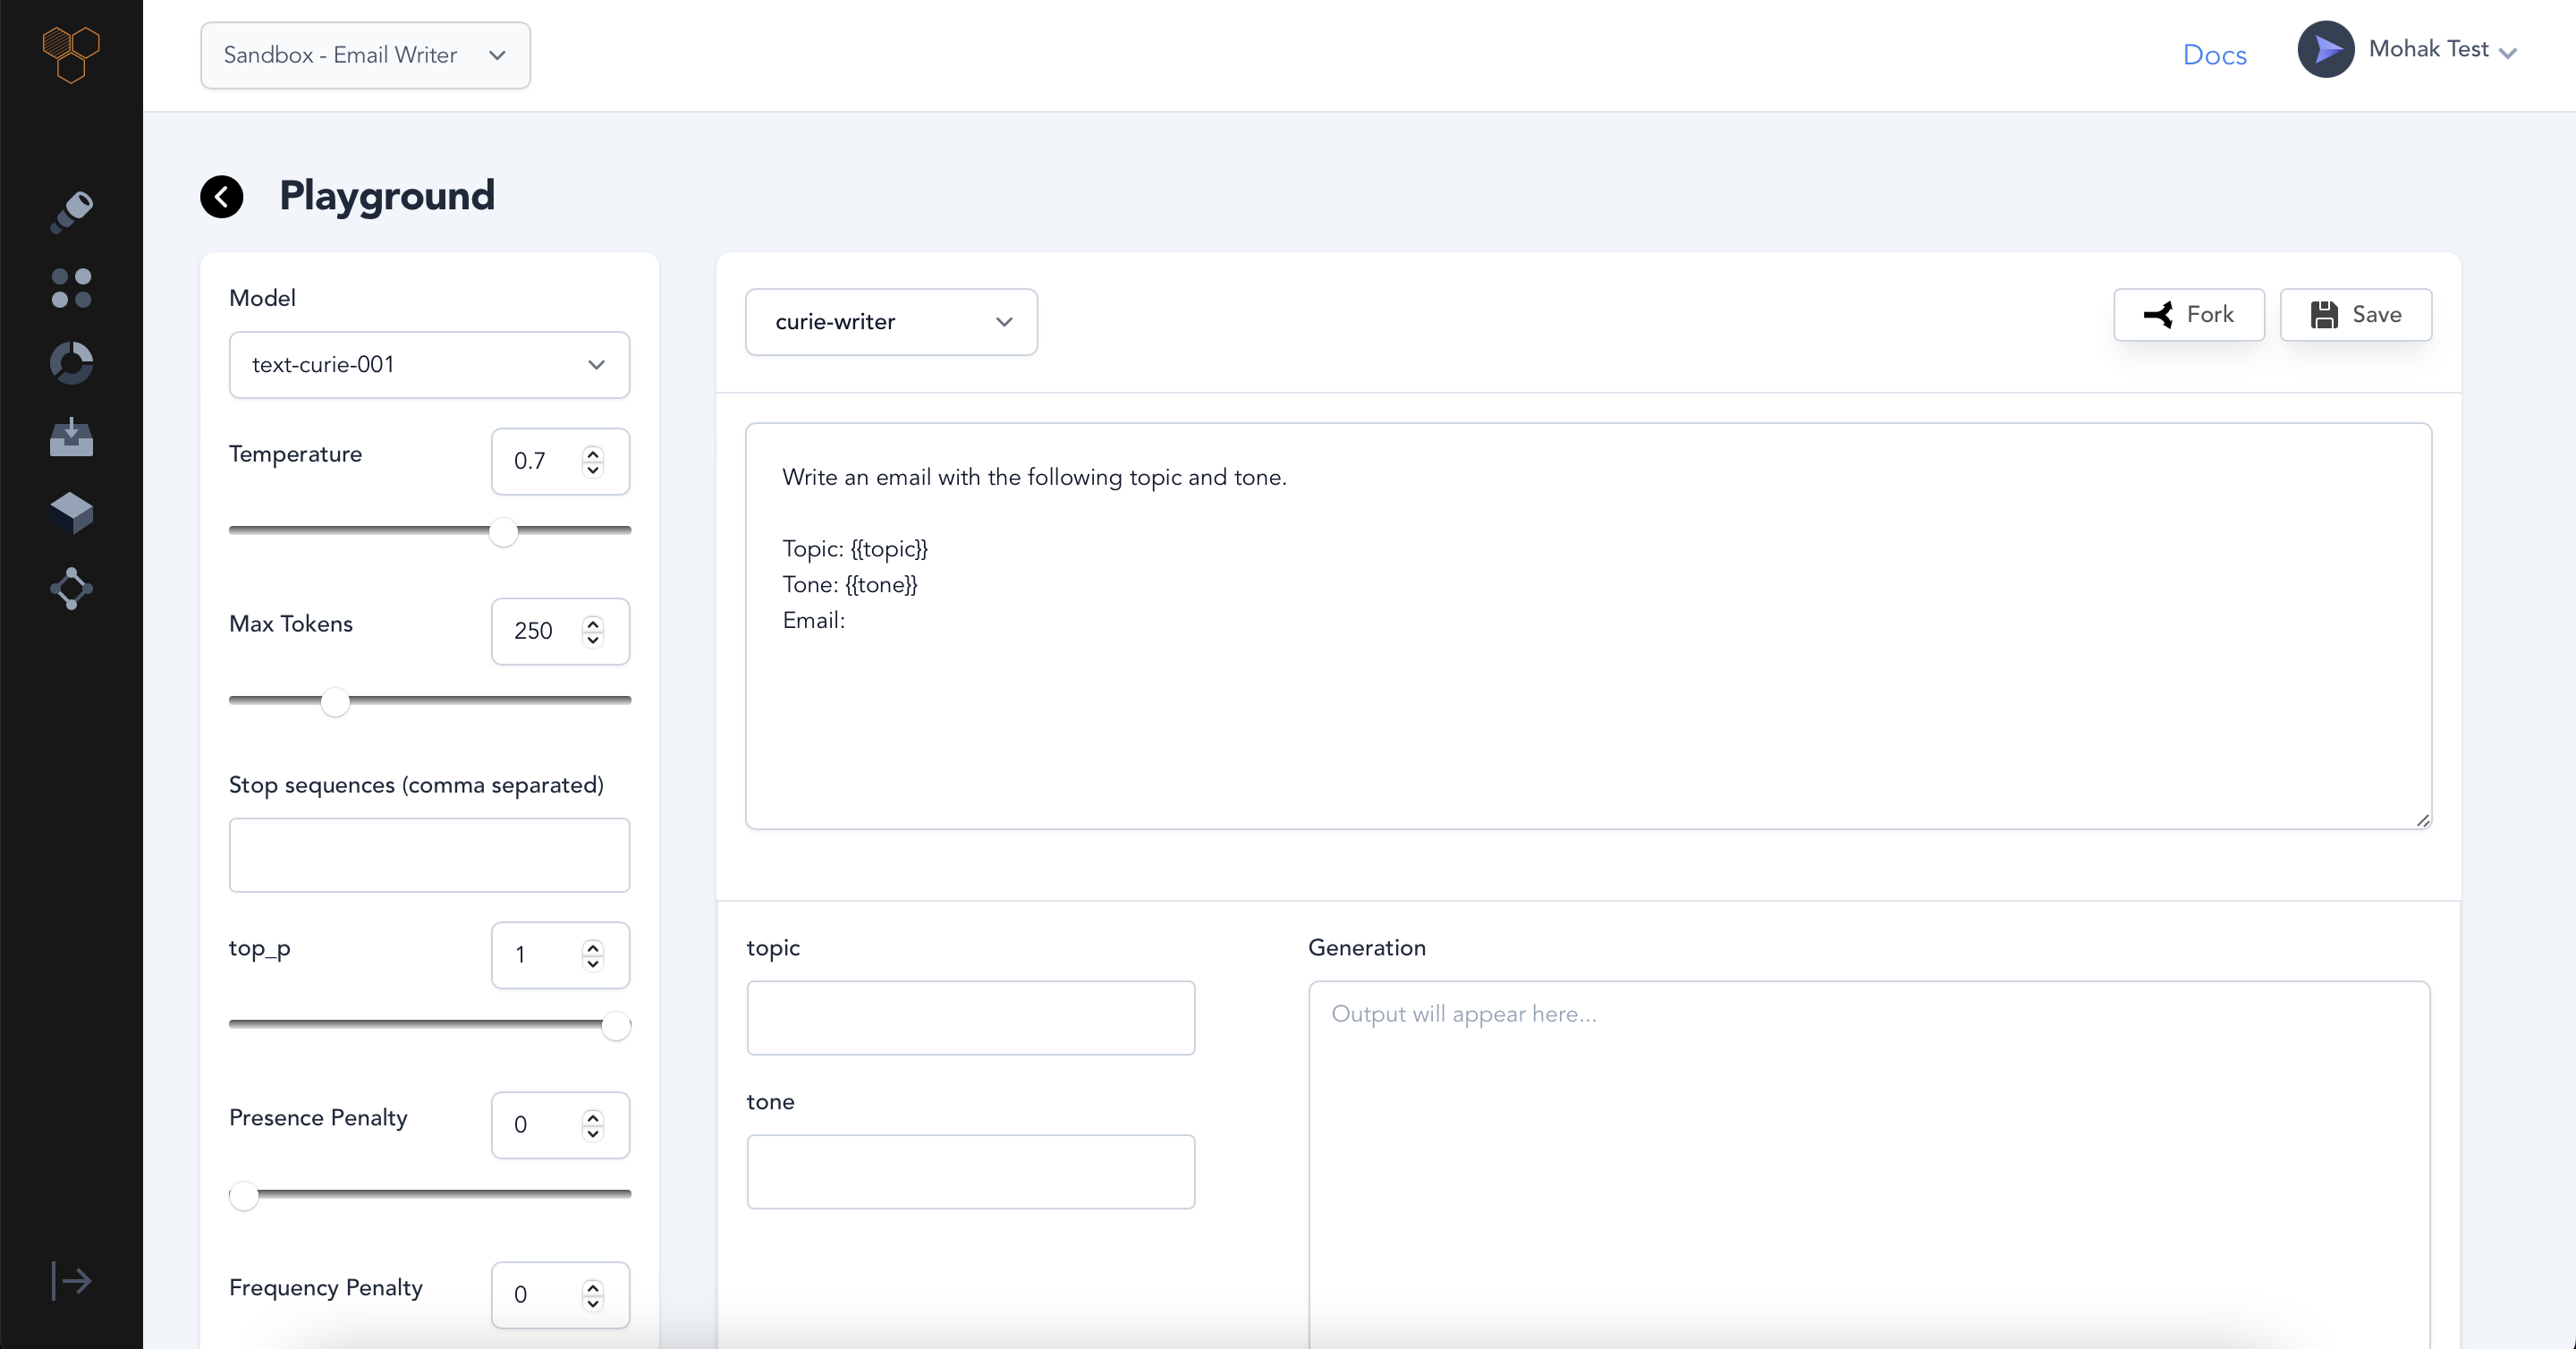 Sandbox - Email Writer
Docs
Mohak Test
Playground
Model
text-curie-001
Temperature
0.7
Max Tokens
250
Stop sequences (comma separated)
top_p
1
Presence Penalty
0
Frequency Penalty
0
curie-writer
Fork
Save
Write an email with the following topic and tone.
Topic: {{topic}}
Tone: {{tone}}
Email:
topic
tone
Generation
Output will appear here...